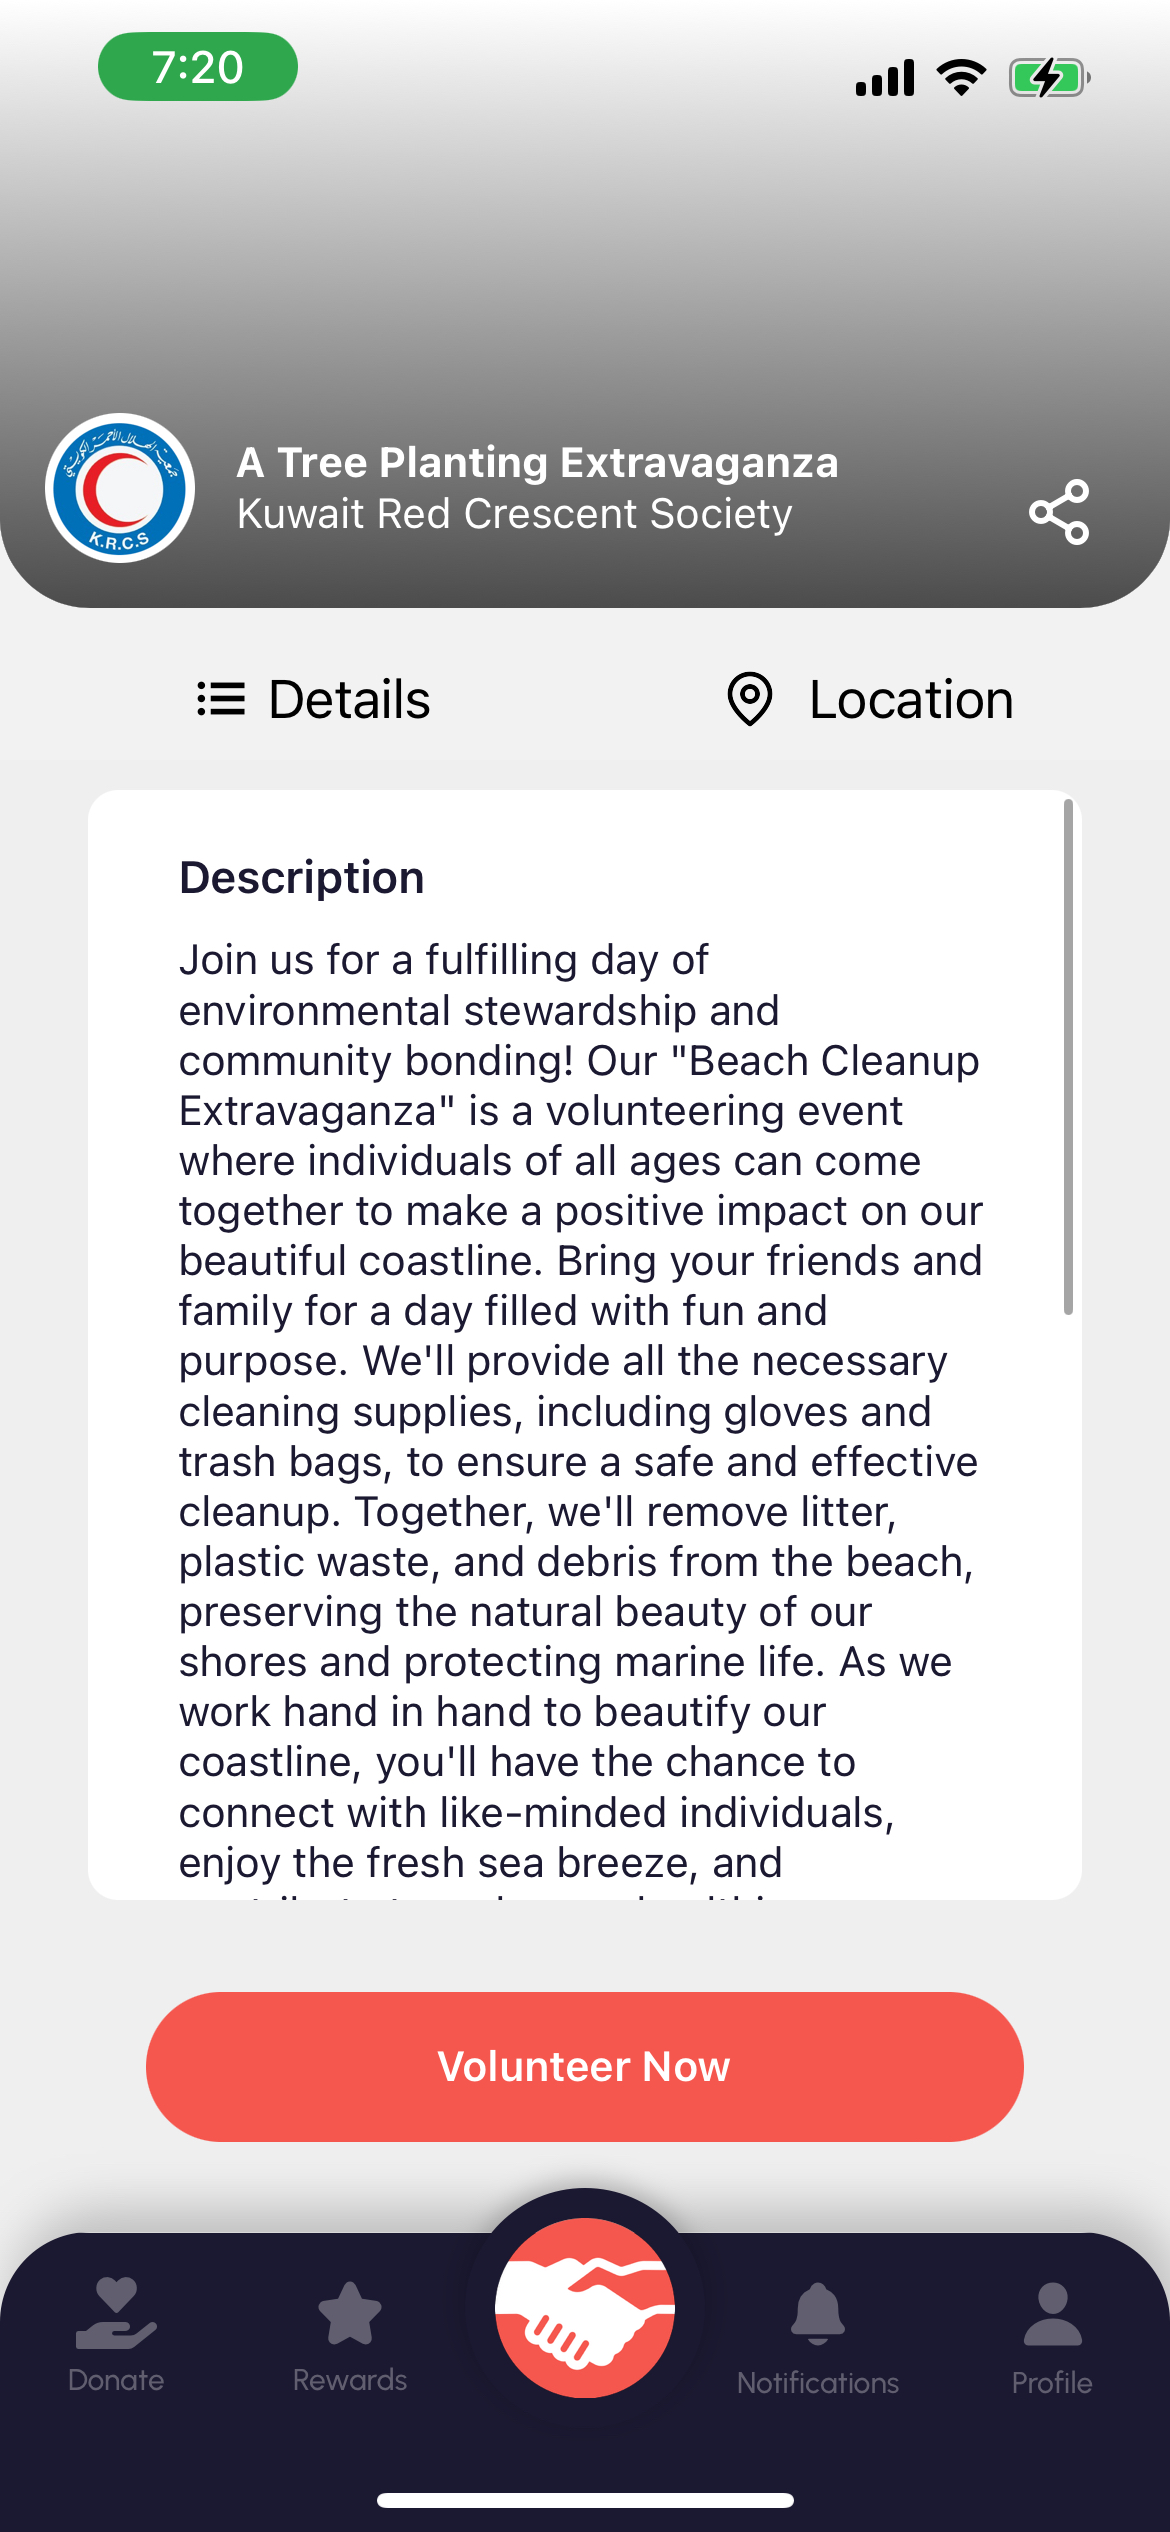 7:20
جمعية الهلال الأحمر الكويتي
K.R.C.S
A Tree Planting Extravaganza
Kuwait Red Crescent Society
Details
Location
Description
Join us for a fulfilling day of
environmental stewardship and
community bonding! Our "Beach Cleanup
Extravaganza" is a volunteering event
where individuals of all ages can come
together to make a positive impact on our
beautiful coastline. Bring your friends and
family for a day filled with fun and
purpose. We'll provide all the necessary
cleaning supplies, including gloves and
trash bags, to ensure a safe and effective
cleanup. Together, we'll remove litter,
plastic waste, and debris from the beach,
preserving the natural beauty of our
shores and protecting marine life. As we
work hand in hand to beautify our
coastline, you'll have the chance to
connect with like-minded individuals,
enjoy the fresh sea breeze, and
Volunteer Now
Donate
Rewards
Notifications
Profile